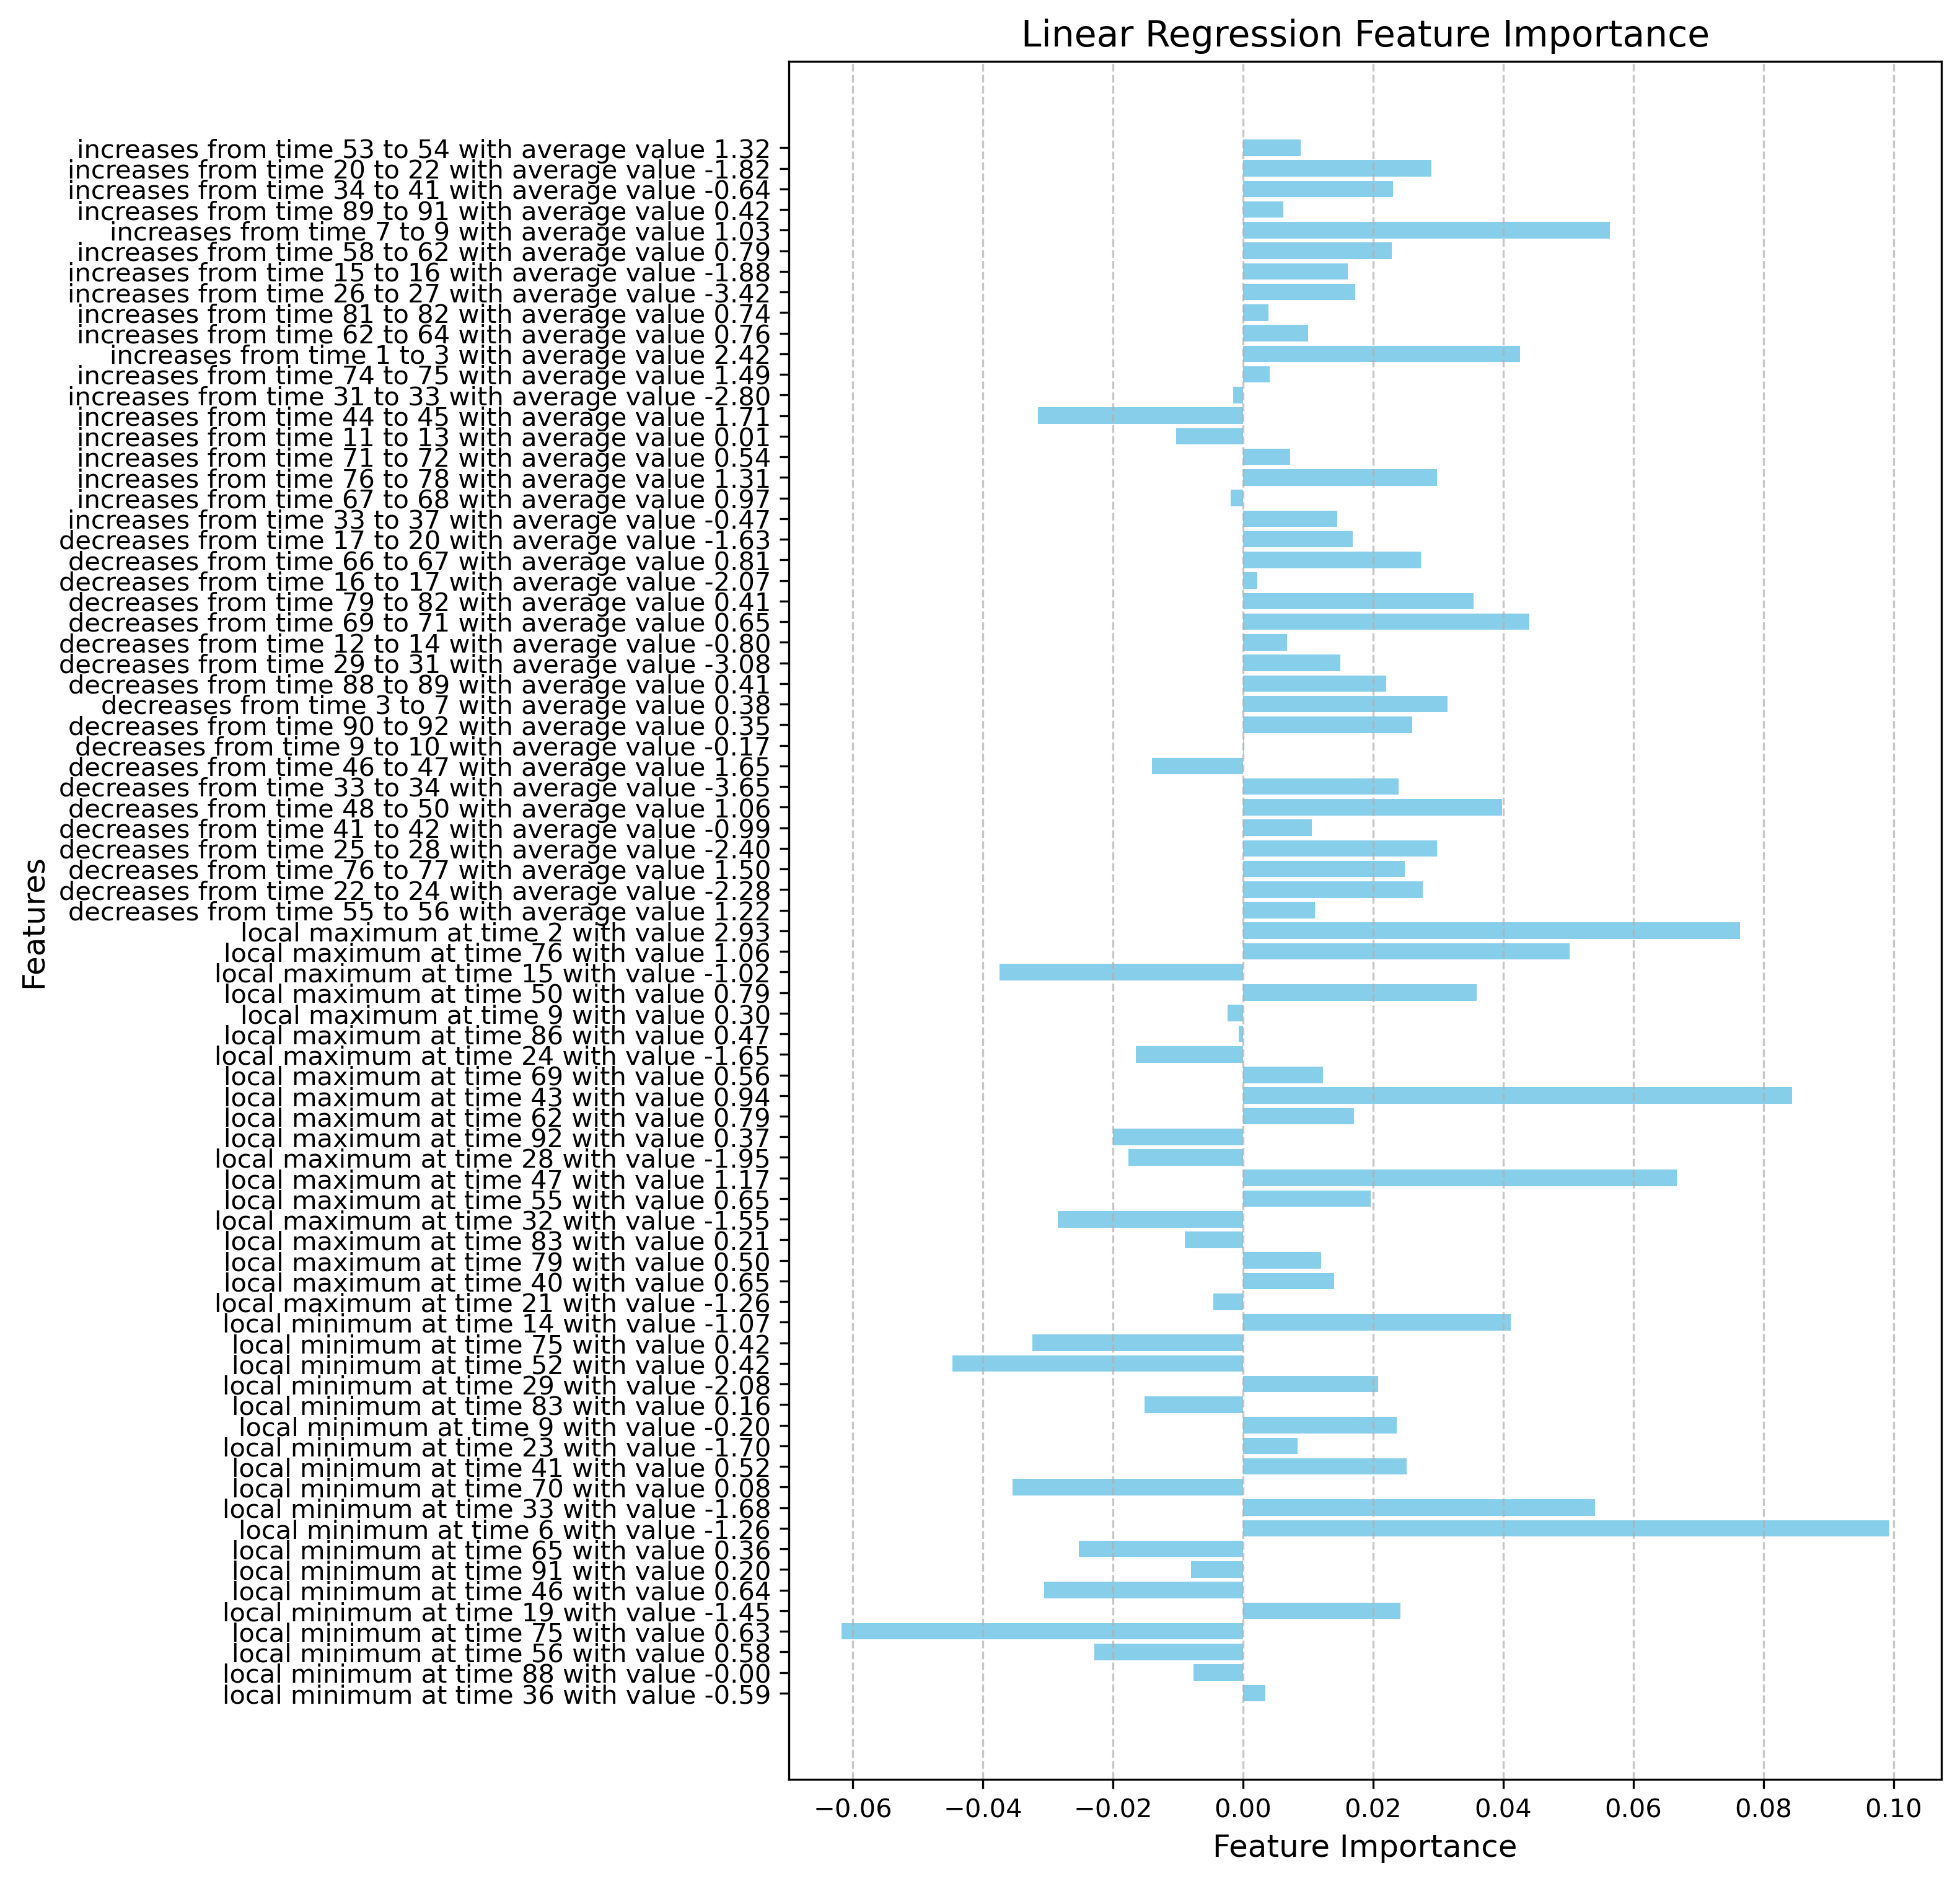 Linear Regression Feature Importance
increases from time 53 to 54 with average value 1.32
increases from time 20 to 22 with average value -1.82
increases from time 34 to 41 with average value -0.64
increases from time 89 to 91 with average value 0.42
increases from time 7 to 9 with average value 1.03
increases from time 58 to 62 with average value 0.79
increases from time 15 to 16 with average value -1.88
increases from time 26 to 27 with average value -3.42
increases from time 81 to 82 with average value 0.74
increases from time 62 to 64 with average value 0.76
increases from time 1 to 3 with average value 2.42
increases from time 74 to 75 with average value 1.49
increases from time 31 to 33 with average value -2.80
increases from time 44 to 45 with average value 1.71
increases from time 11 to 13 with average value 0.01
increases from time 71 to 72 with average value 0.54
increases from time 76 to 78 with average value 1.31
increases from time 67 to 68 with average value 0.97
increases from time 33 to 37 with average value -0.47
decreases from time 17 to 20 with average value -1.63
decreases from time 66 to 67 with average value 0.81
decreases from time 16 to 17 with average value -2.07
decreases from time 79 to 82 with average value 0.41
decreases from time 69 to 71 with average value 0.65
decreases from time 12 to 14 with average value -0.80
decreases from time 29 to 31 with average value -3.08
decreases from time 88 to 89 with average value 0.41
decreases from time 3 to 7 with average value 0.38
decreases from time 90 to 92 with average value 0.35
decreases from time 9 to 10 with average value -0.17
decreases from time 46 to 47 with average value 1.65
decreases from time 33 to 34 with average value -3.65
decreases from time 48 to 50 with average value 1.06
decreases from time 41 to 42 with average value -0.99
decreases from time 25 to 28 with average value -2.40
decreases from time 76 to 77 with average value 1.50
decreases from time 22 to 24 with average value -2.28
decreases from time 55 to 56 with average value 1.22
local maximum at time 2 with value 2.93
local maximum at time 76 with value 1.06
local maximum at time 15 with value -1.02
local maximum at time 50 with value 0.79
local maximum at time 9 with value 0.30
local maximum at time 86 with value 0.47
local maximum at time 24 with value -1.65
local maximum at time 69 with value 0.56
local maximum at time 43 with value 0.94
local maximum at time 62 with value 0.79
local maximum at time 92 with value 0.37
local maximum at time 28 with value -1.95
local maximum at time 47 with value 1.17
local maximum at time 55 with value 0.65
local maximum at time 32 with value -1.55
local maximum at time 83 with value 0.21
local maximum at time 79 with value 0.50
local maximum at time 40 with value 0.65
local maximum at time 21 with value -1.26
local minimum at time 14 with value -1.07
local minimum at time 75 with value 0.42
local minimum at time 52 with value 0.42
local minimum at time 29 with value -2.08
local minimum at time 83 with value 0.16
local minimum at time 9 with value -0.20
local minimum at time 23 with value -1.70
local minimum at time 41 with value 0.52
local minimum at time 70 with value 0.08
local minimum at time 33 with value -1.68
local minimum at time 6 with value -1.26
local minimum at time 65 with value 0.36
local minimum at time 91 with value 0.20
local minimum at time 46 with value 0.64
local minimum at time 19 with value -1.45
local minimum at time 75 with value 0.63
local minimum at time 56 with value 0.58
local minimum at time 88 with value -0.00
local minimum at time 36 with value -0.59
Features
−0.06 −0.04 −0.02 0.00 0.02 0.04 0.06 0.08 0.10
Feature Importance